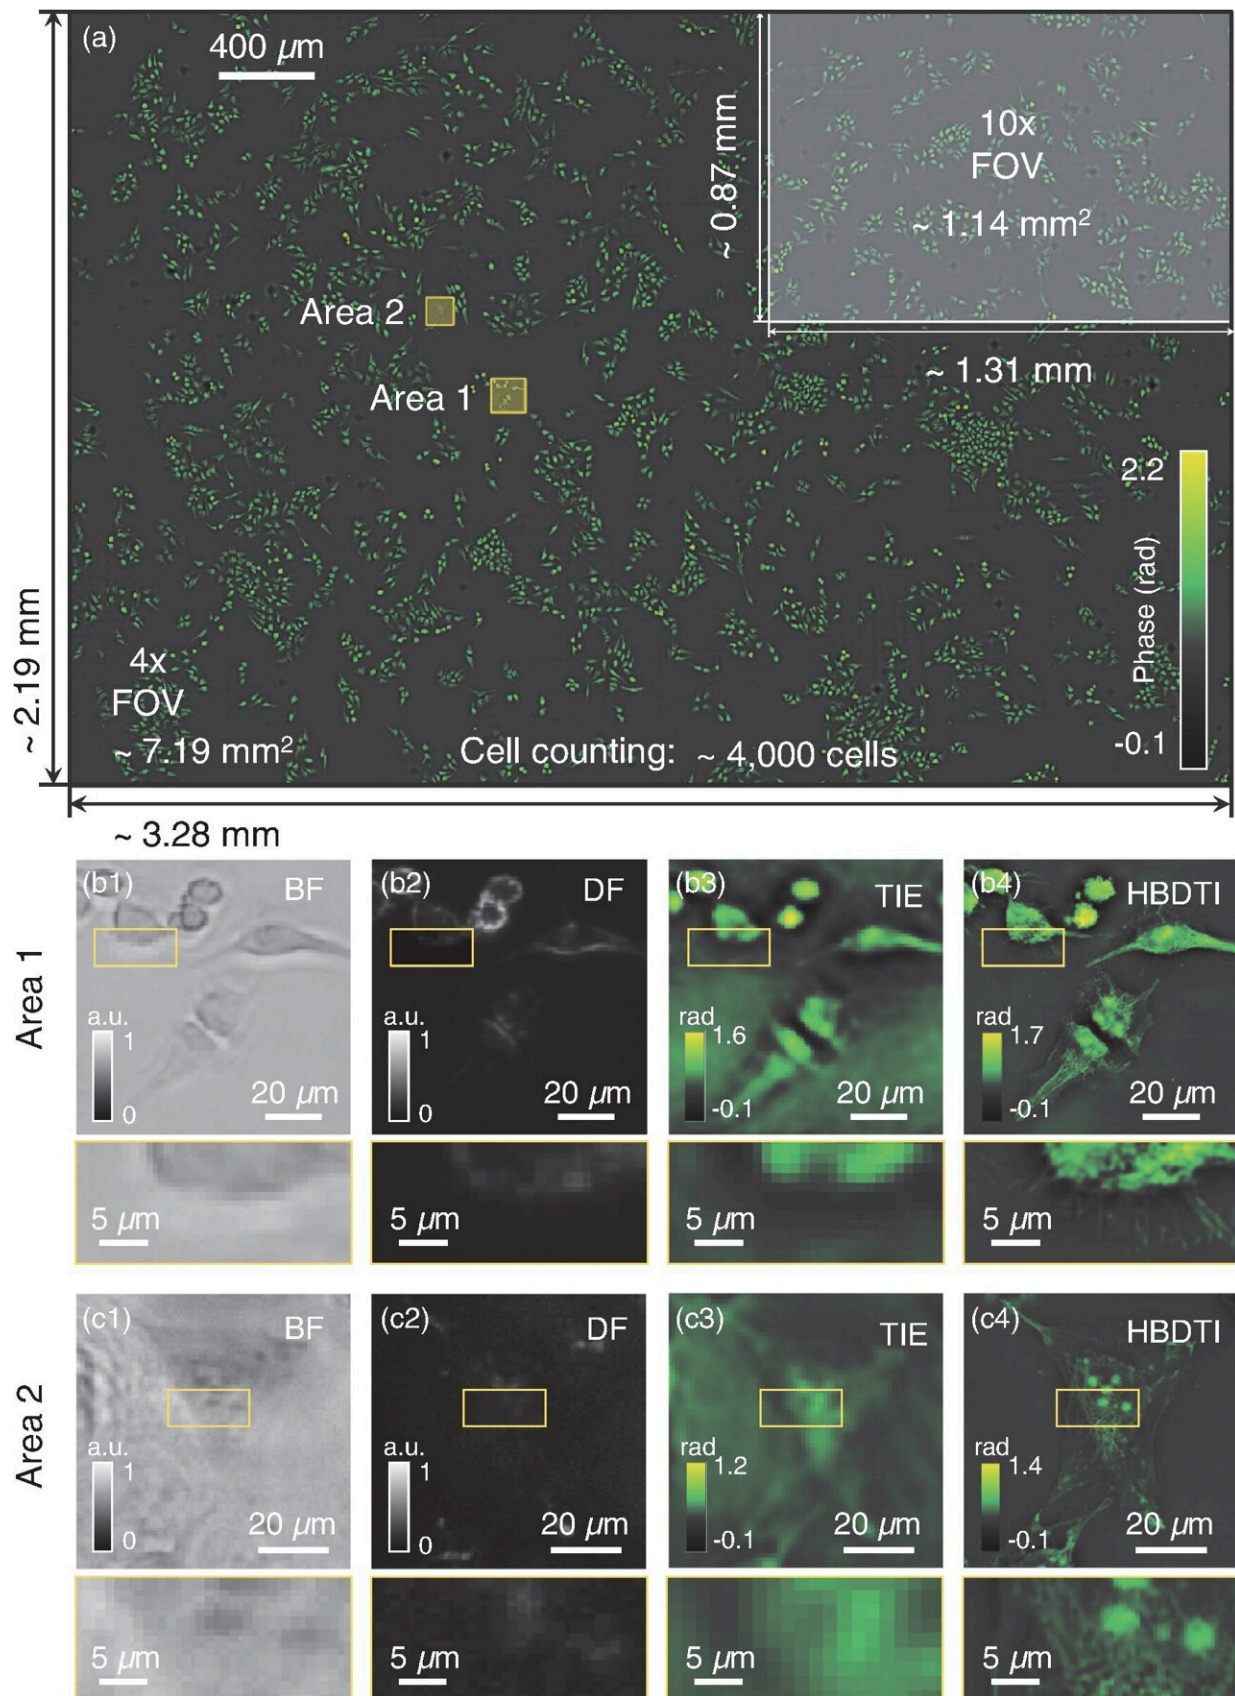 (a)
400 µm
~ 0.87 mm
10x
FOV
~ 1.14 mm²
Area 2
Area 1
~ 1.31 mm
2.2
Phase (rad)
-0.1
~ 2.19 mm
4x
FOV
~ 7.19 mm²
Cell counting: ~ 4,000 cells
~ 3.28 mm
Area 1
(b1) BF
a.u.
1
0
20 µm
5 µm
(b2) DF
a.u.
1
0
20 µm
5 µm
(b3) TIE
rad
1.6
-0.1
20 µm
5 µm
(b4) HBDTI
rad
1.7
-0.1
20 µm
5 µm
Area 2
(c1) BF
a.u.
1
0
20 µm
5 µm
(c2) DF
a.u.
1
0
20 µm
5 µm
(c3) TIE
rad
1.2
-0.1
20 µm
5 µm
(c4) HBDTI
rad
1.4
-0.1
20 µm
5 µm